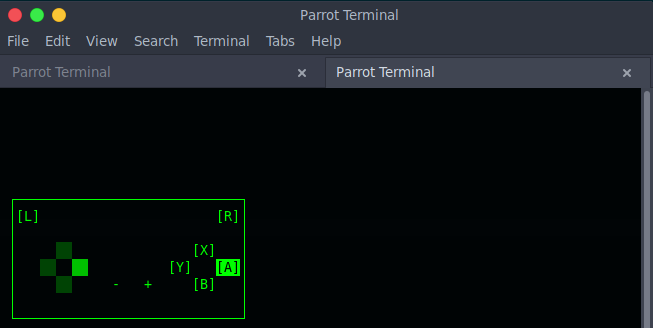 Parrot Terminal
File Edit View Search Terminal Tabs Help
Parrot Terminal × Parrot Terminal ×
[L] [R]
[X]
[Y] [A]
- + [B]